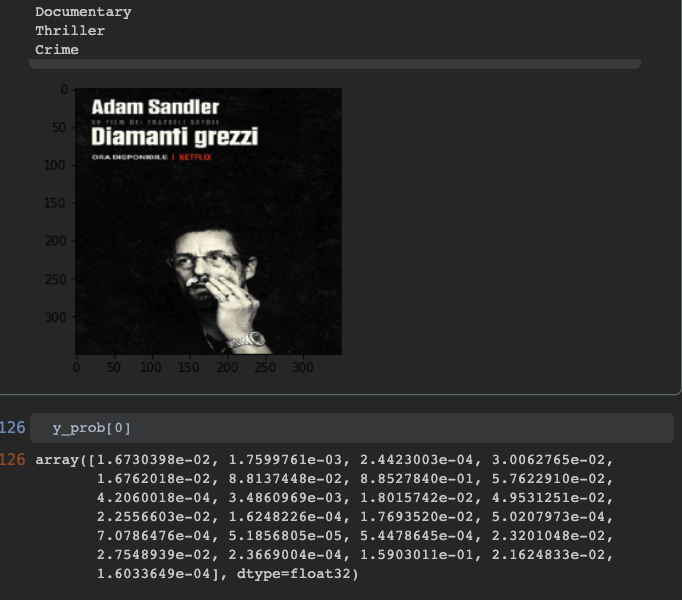 Documentary
Thriller
Crime
0
50
100
150
200
250
300
Adam Sandler
UN FILM DEI FRATELLI SAFDIE
Diamanti grezzi
ORA DISPONIBILE | NETFLIX
0 50 100 150 200 250 300
126 y_prob[0]
126 array([1.6730398e-02, 1.7599761e-03, 2.4423003e-04, 3.0062765e-02,
1.6762018e-02, 8.8137448e-02, 8.8527840e-01, 5.7622910e-02,
4.2060018e-04, 3.4860969e-03, 1.8015742e-02, 4.9531251e-02,
2.2556603e-02, 1.6248226e-04, 1.7693520e-02, 5.0207973e-04,
7.0786476e-04, 5.1856805e-05, 5.4478645e-04, 2.3201048e-02,
2.7548939e-02, 2.3669004e-04, 1.5903011e-01, 2.1624833e-02,
1.6033649e-04], dtype=float32)